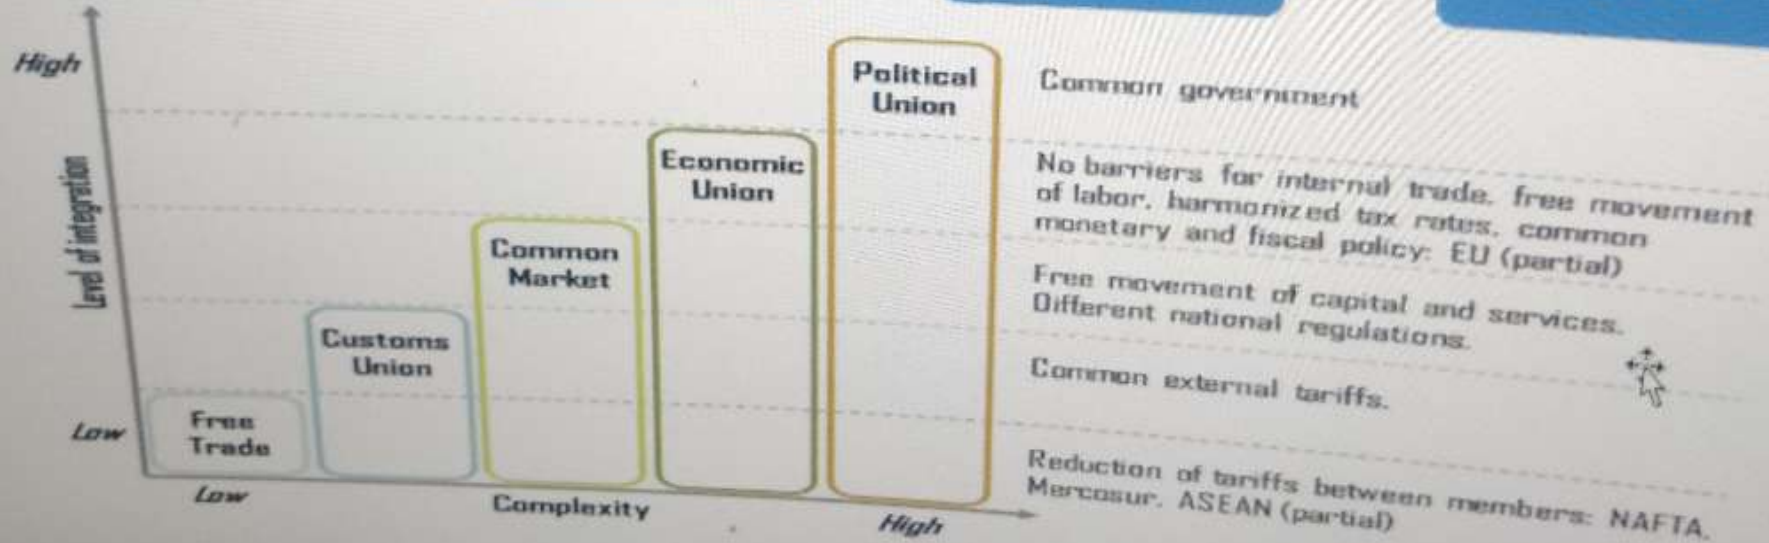 High
Political
Union
Common government
Economic
Union
No barriers for internal trade, free movement
of labor, harmonized tax rates, common
monetary and fiscal policy: EU (partial)
Level of integration
Common
Market
Free movement of capital and services.
Different national regulations.
Customs
Union
Common external tariffs.
Low
Free
Trade
Reduction of tariffs between members: NAFTA,
Mercosur, ASEAN (partial)
Low
Complexity
High